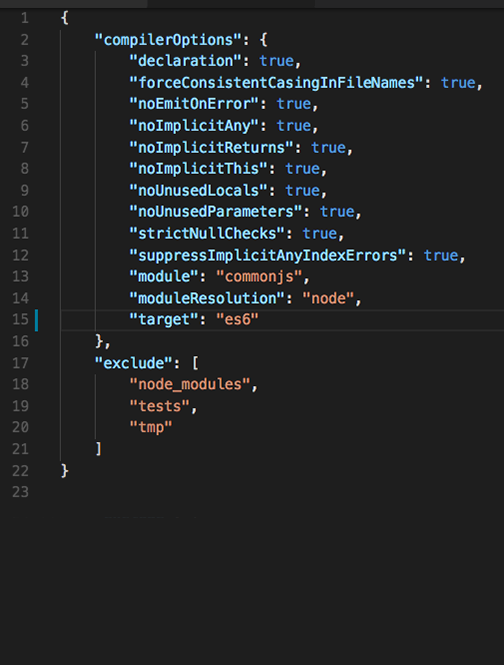 1 {
2 "compilerOptions": {
3 "declaration": true,
4 "forceConsistentCasingInFileNames": true,
5 "noEmitOnError": true,
6 "noImplicitAny": true,
7 "noImplicitReturns": true,
8 "noImplicitThis": true,
9 "noUnusedLocals": true,
10 "noUnusedParameters": true,
11 "strictNullChecks": true,
12 "suppressImplicitAnyIndexErrors": true,
13 "module": "commonjs",
14 "moduleResolution": "node",
15 "target": "es6"
16 },
17 "exclude": [
18 "node_modules",
19 "tests",
20 "tmp"
21 ]
22 }
23